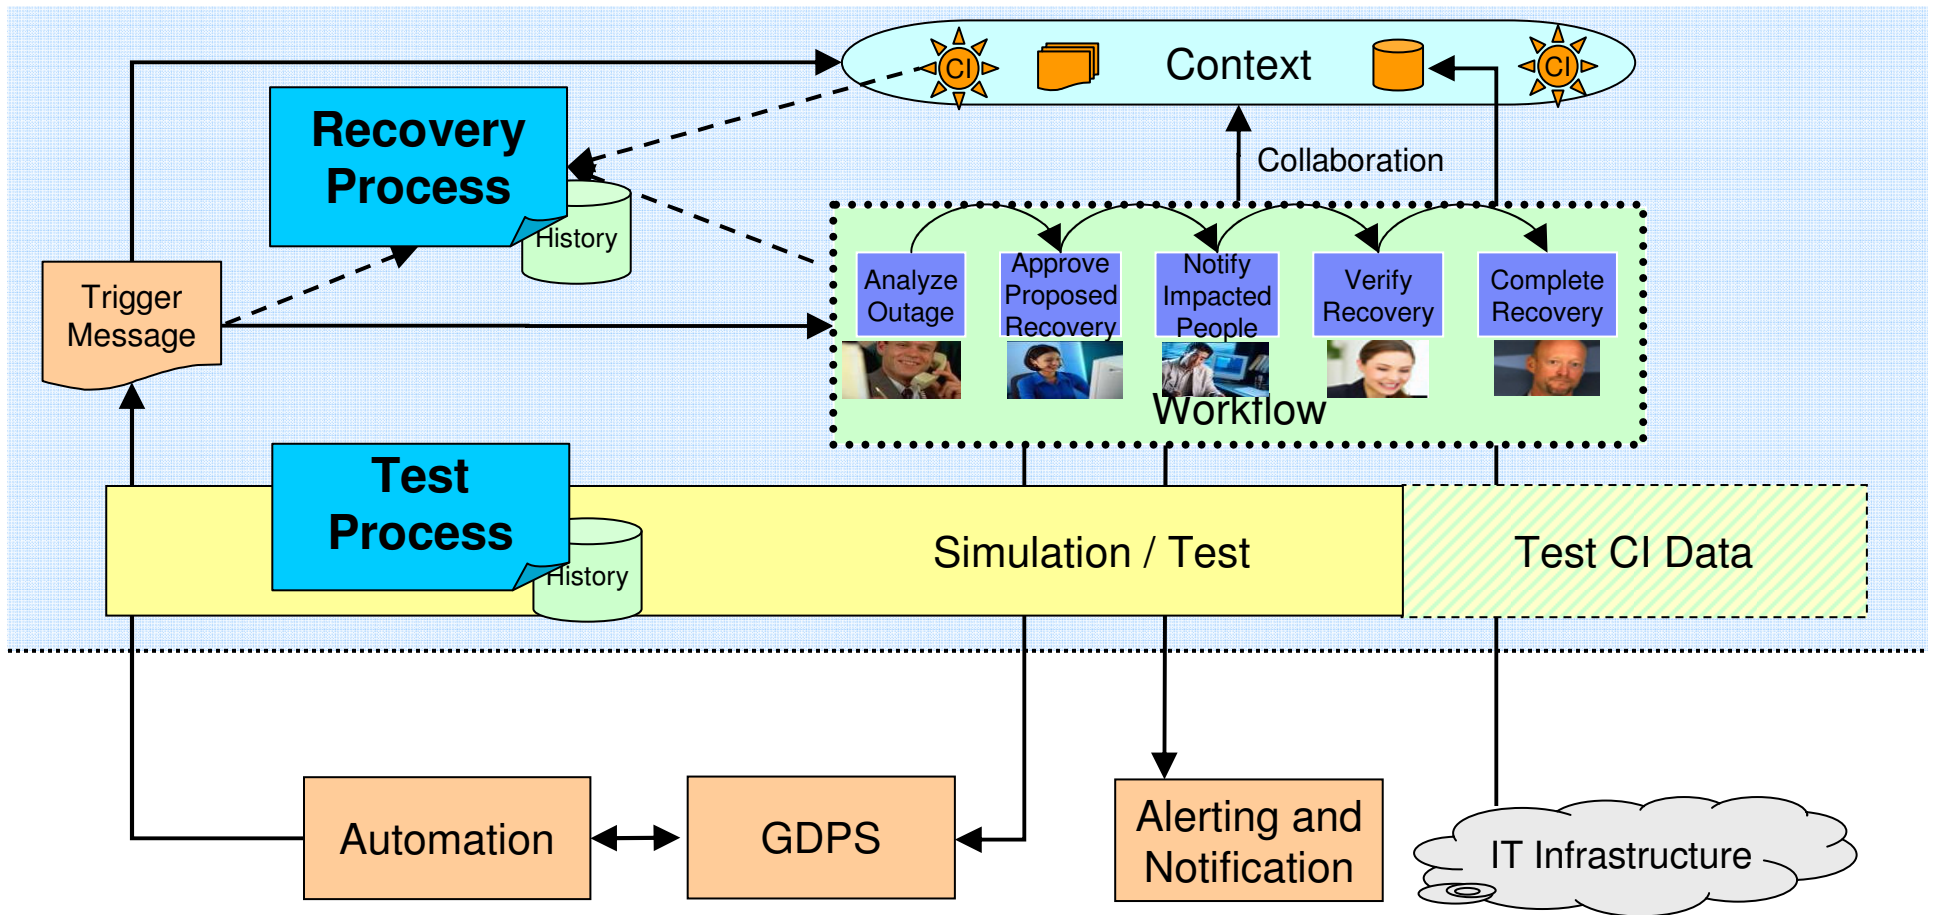 CI
Context
CI
Recovery
Process
Collaboration
History
Trigger
Message
Analyze
Outage
Approve
Proposed
Recovery
Notify
Impacted
People
Verify
Recovery
Complete
Recovery
Workflow
Test
Process
History
Simulation / Test
Test CI Data
Automation
GDPS
Alerting and
Notification
IT Infrastructure